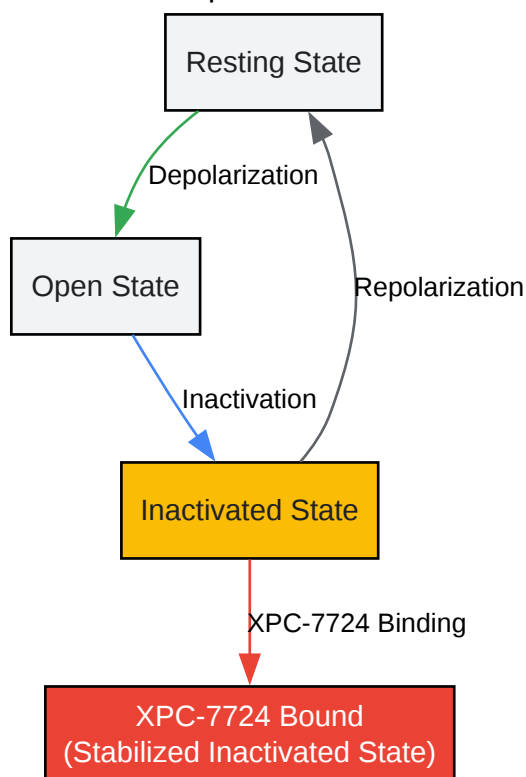 Resting State
Depolarization
Open State
Repolarization
Inactivation
Inactivated State
XPC-7724 Binding
XPC-7724 Bound
(Stabilized Inactivated State)